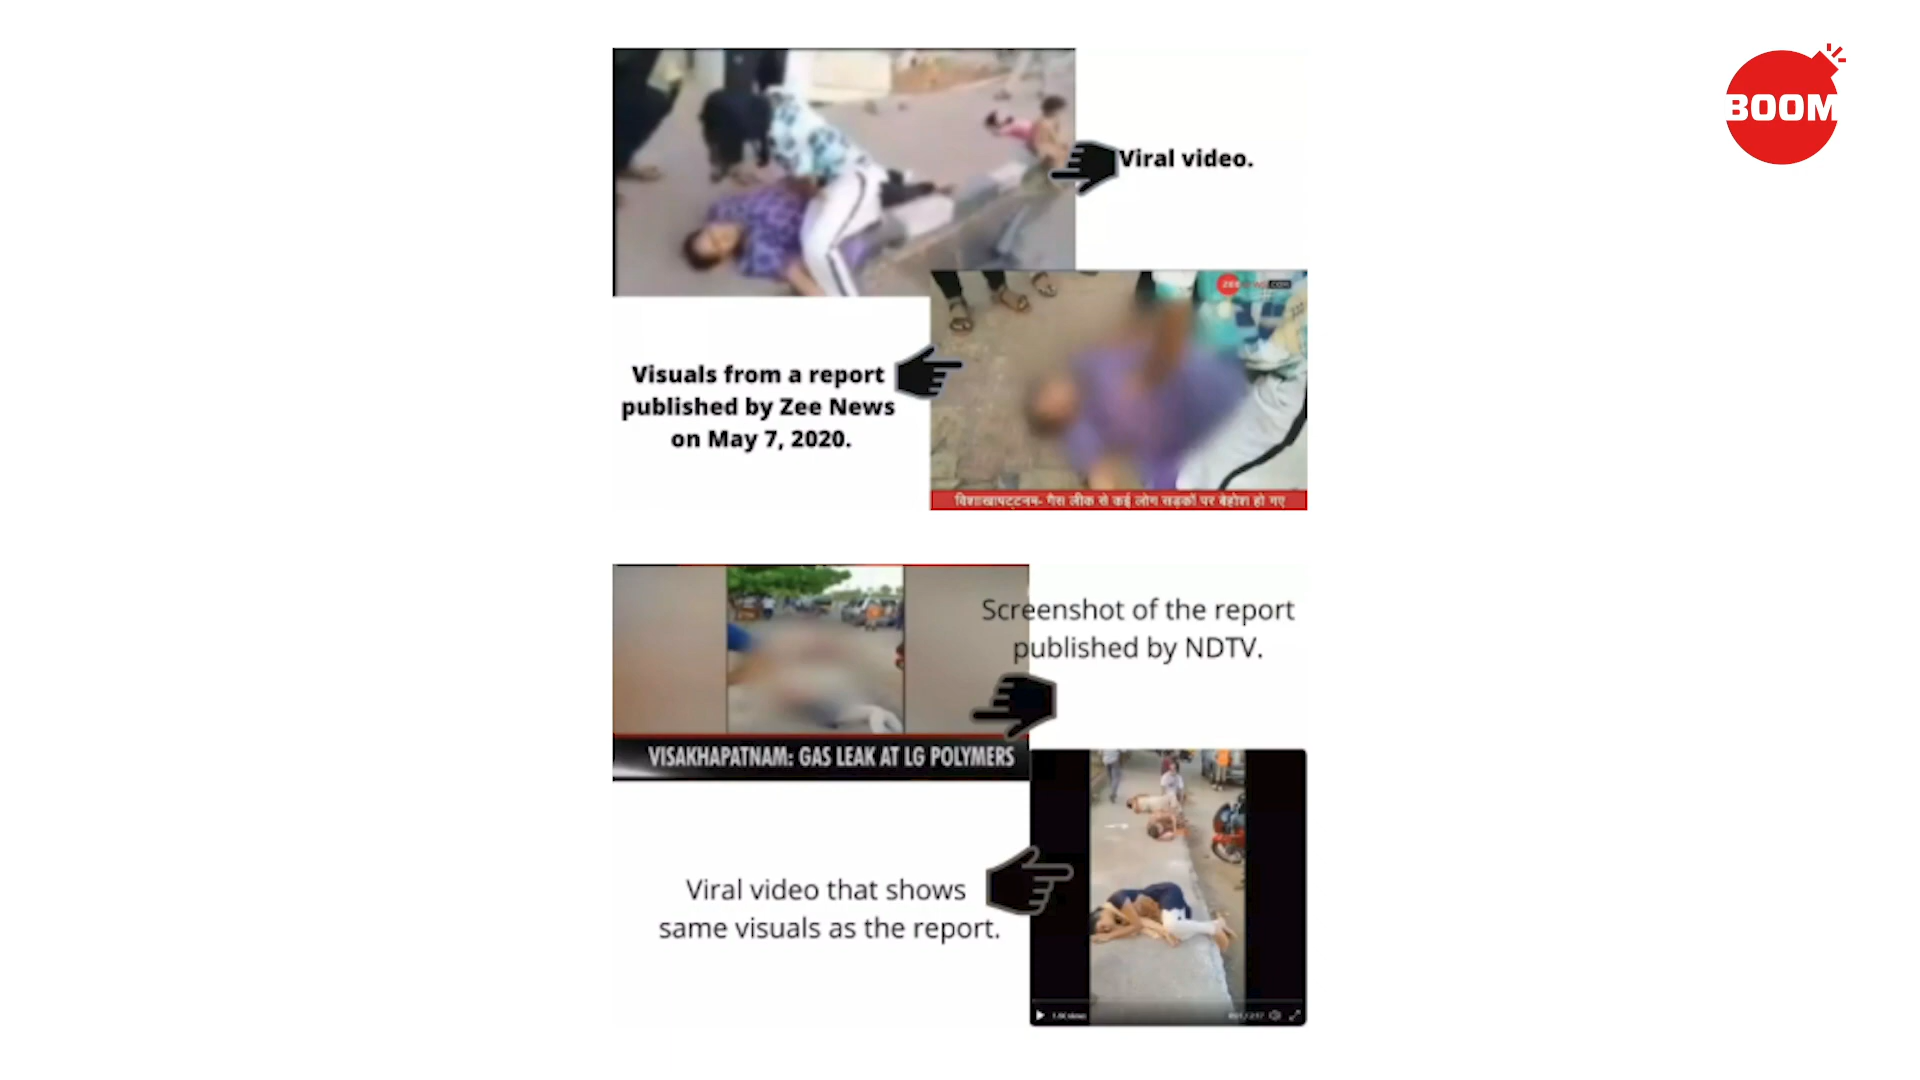 BOOM
Viral video.
Visuals from a report
published by Zee News
on May 7, 2020.
विशाखापट्टनम- गैस लीक से कई लोग सड़कों पर बेहोश हो गए
Screenshot of the report
published by NDTV.
VISAKHAPATNAM: GAS LEAK AT LG POLYMERS
Viral video that shows
same visuals as the report.